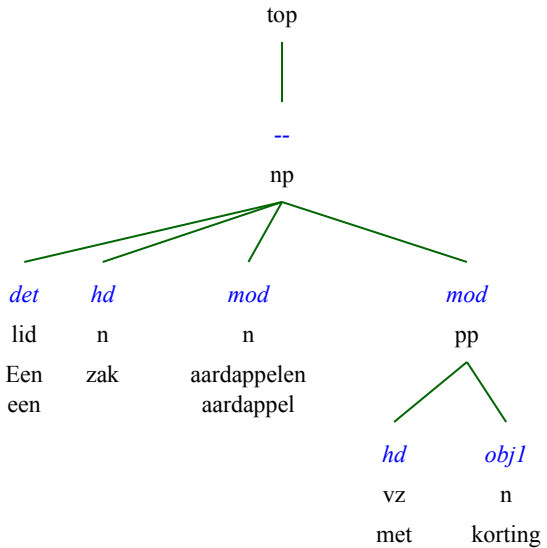 top
--
np
det hd mod mod
lid n n pp
Een zak aardappelen
een aardappel
hd obj1
vz n
met korting